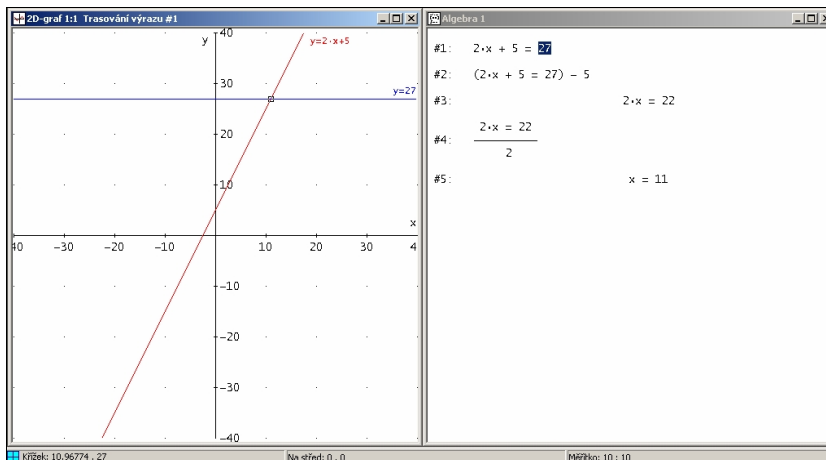 2D-graf 1:1 Trasování výrazu #1
y
40
y=2·x+5
30
y=27
20
10
x
40
−30
−20
−10
10
20
30
4
−10
−20
−30
−40
Algebra 1
#1: 2·x + 5 = 27
#2: (2·x + 5 = 27) − 5
#3: 2·x = 22
#4: 2·x = 22
2
#5: x = 11
Křížek: 10.96774 , 27
Na střed: 0 , 0
Měřítko: 10 : 10